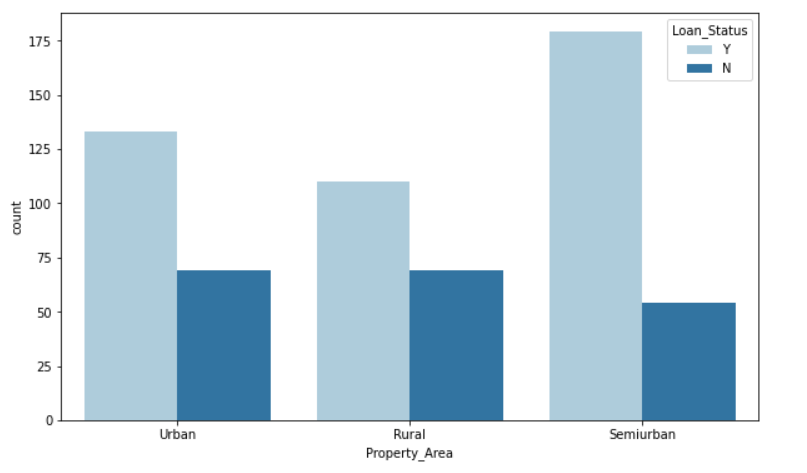 Loan_Status
Y
N
175
150
125
100
75
50
25
0
count
Urban
Rural
Semiurban
Property_Area